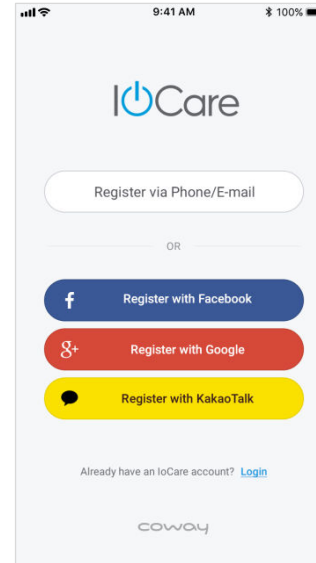 9:41 AM
100%
IoCare
Register via Phone/E-mail
OR
f Register with Facebook
g+ Register with Google
Register with KakaoTalk
Already have an IoCare account? Login
coway